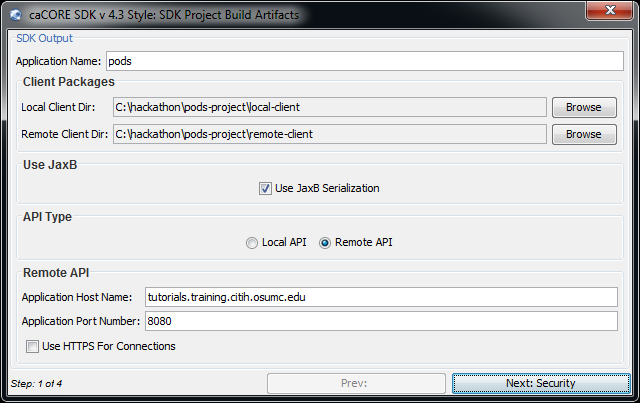 caCORE SDK v 4.3 Style: SDK Project Build Artifacts
SDK Output
Application Name: pods
Client Packages
Local Client Dir: C:\hackathon\pods-project\local-client Browse
Remote Client Dir: C:\hackathon\pods-project\remote-client Browse
Use JaxB
Use JaxB Serialization
API Type
Local API Remote API
Remote API
Application Host Name: tutorials.training.citih.osumc.edu
Application Port Number: 8080
Use HTTPS For Connections
Step: 1 of 4 Prev: Next: Security